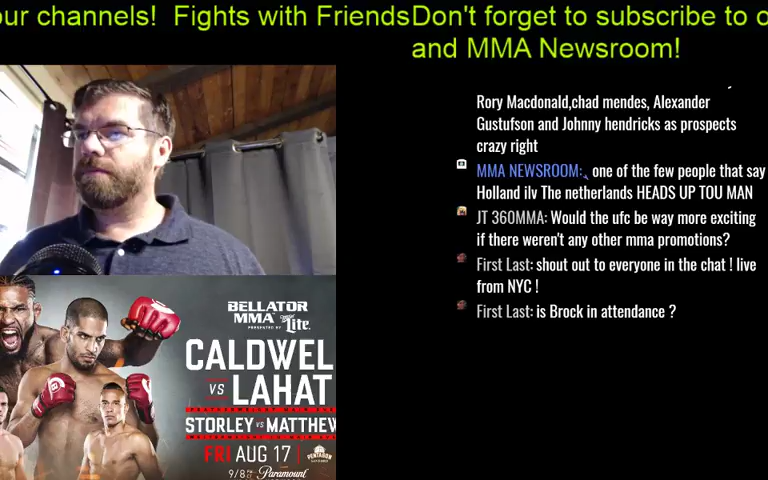 our channels!  Fights with FriendsDon't forget to subscribe to o
and MMA Newsroom!
Rory Macdonald,chad mendes, Alexander
Gustufson and Johnny hendricks as prospects
crazy right
MMA NEWSROOM: one of the few people that say
Holland ilv The netherlands HEADS UP TOU MAN
JT 360MMA: Would the ufc be way more exciting
if there weren't any other mma promotions?
First Last: shout out to everyone in the chat ! live
from NYC !
First Last: is Brock in attendance ?
BELLATOR
MMA
PRESENTED BY
Lite
CALDWEL
VS LAHAT
STORLEY VS MATTHEW
FRI AUG 17
9/8
Paramount